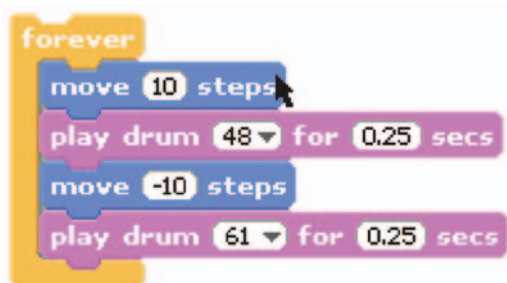 forever
move 10 steps
play drum 48 for 0.25 secs
move -10 steps
play drum 61 for 0.25 secs